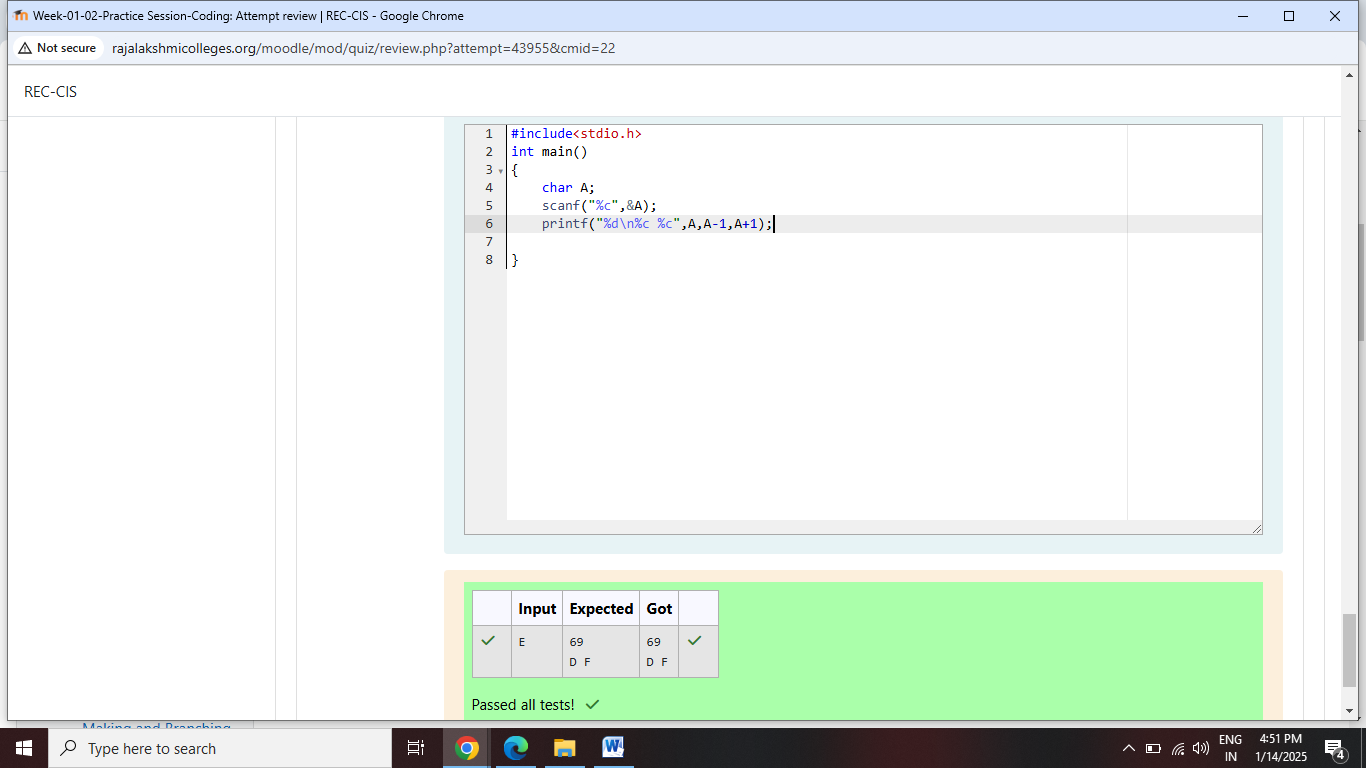 Week-01-02-Practice Session-Coding: Attempt review | REC-CIS - Google Chrome
Not secure rajalakshmicolleges.org/moodle/mod/quiz/review.php?attempt=43955&cmid=22
REC-CIS
1 #include<stdio.h>
2 int main()
3 {
4 char A;
5 scanf("%c",&A);
6 printf("%d\n%c %c",A,A-1,A+1);
7
8 }
Input Expected Got
E 69 69
D F D F
Passed all tests!
Making and Branching
Type here to search
ENG 4:51 PM
IN 1/14/2025
4